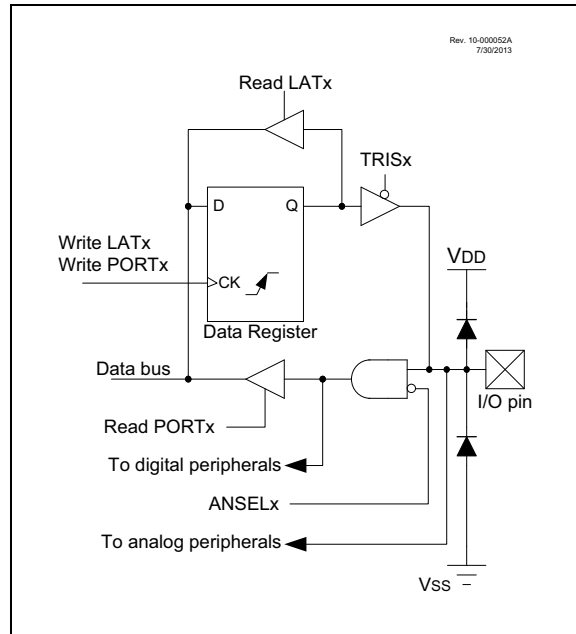 Rev. 10-000052A
7/30/2013
Read LATx
TRISx
D
Q
Write LATx
Write PORTx
CK
VDD
Data Register
Data bus
I/O pin
Read PORTx
To digital peripherals
ANSELx
To analog peripherals
VSS